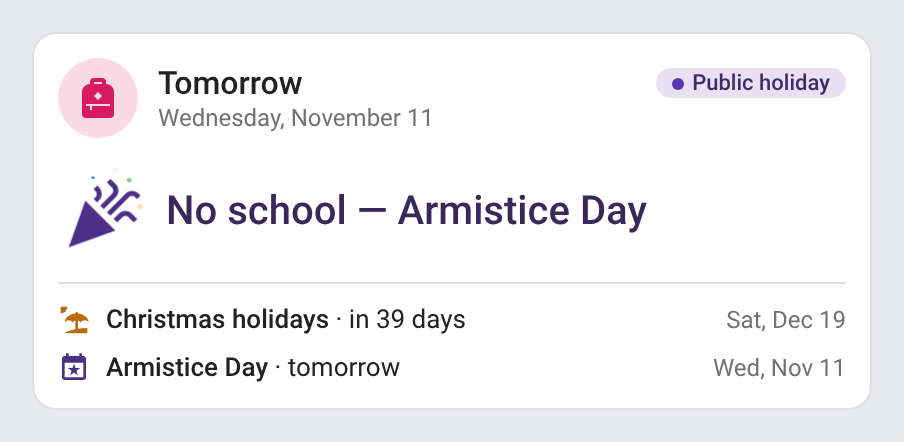 Tomorrow
Public holiday
Wednesday, November 11
No school — Armistice Day
Christmas holidays · in 39 days
Sat, Dec 19
Armistice Day · tomorrow
Wed, Nov 11